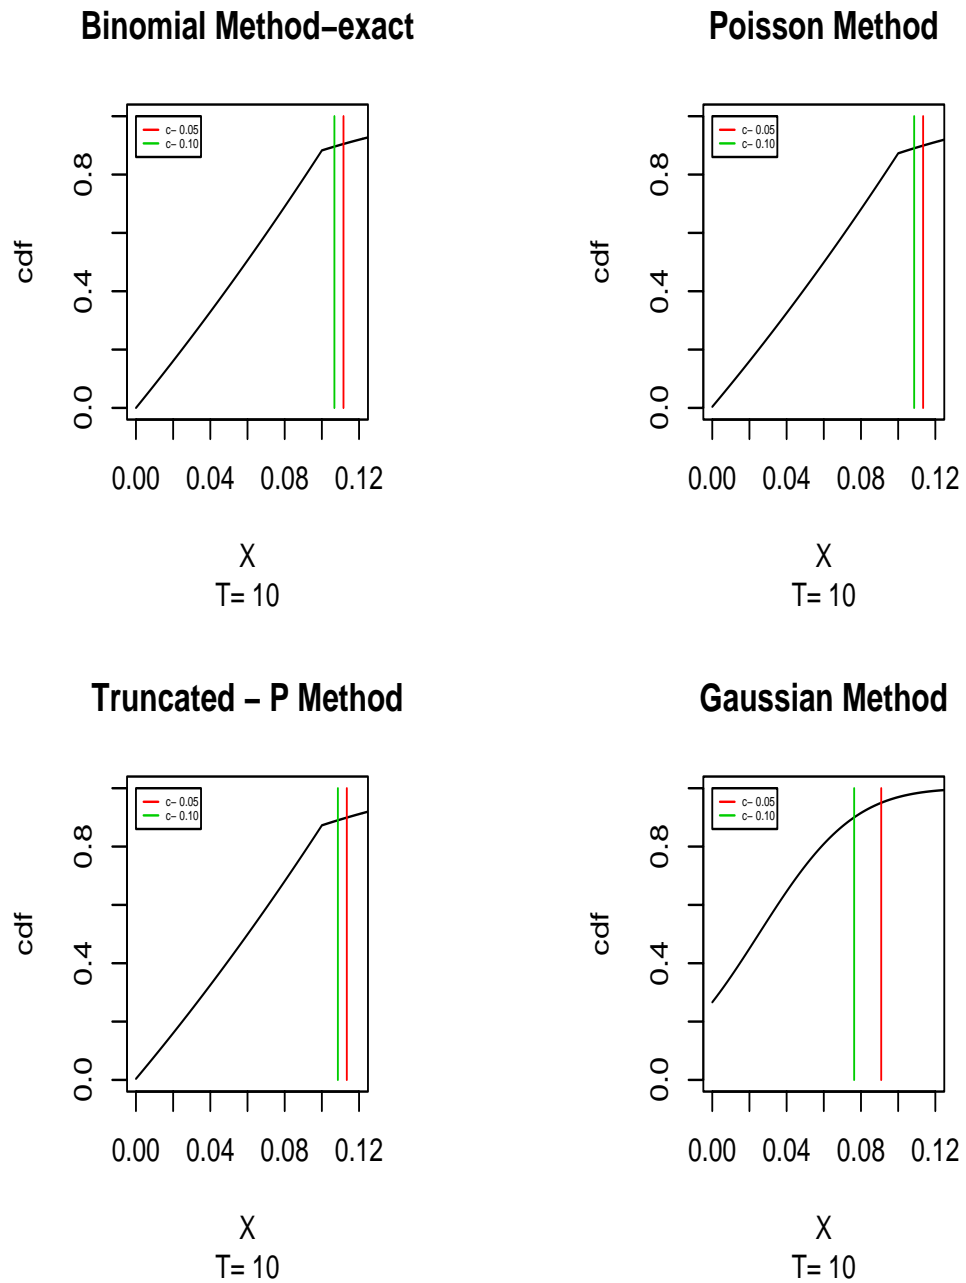 Binomial Method–exact
c– 0.05
c– 0.10
cdf
0.0
0.4
0.8
0.00 0.04 0.08 0.12
X
T= 10
Poisson Method
c– 0.05
c– 0.10
cdf
0.0
0.4
0.8
0.00 0.04 0.08 0.12
X
T= 10
Truncated – P Method
c– 0.05
c– 0.10
cdf
0.0
0.4
0.8
0.00 0.04 0.08 0.12
X
T= 10
Gaussian Method
c– 0.05
c– 0.10
cdf
0.0
0.4
0.8
0.00 0.04 0.08 0.12
X
T= 10